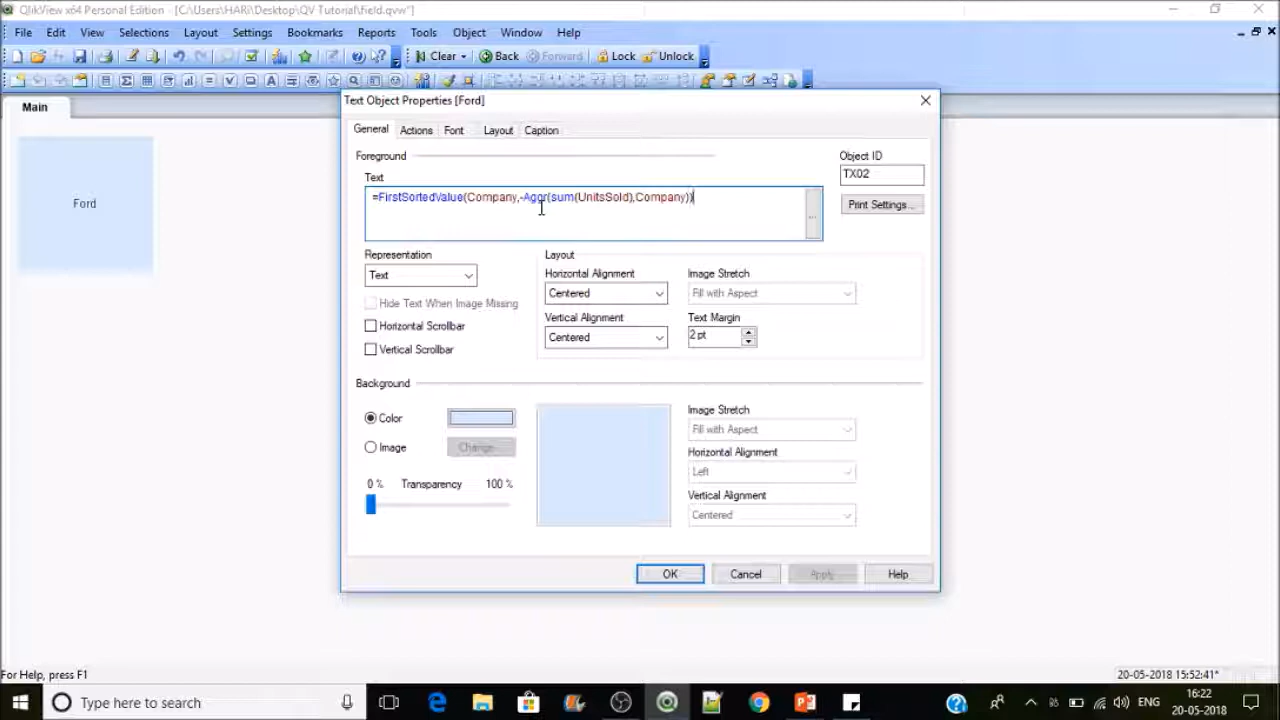 QlikView x64 Personal Edition - [C:\Users\HARi\Desktop\QV Tutorial\field.qvw*]
File Edit View Selections Layout Settings Bookmarks Reports Tools Object Window Help
Clear Back Forward Lock Unlock
Main
Ford
Text Object Properties [Ford]
General Actions Font Layout Caption
Foreground
Text
=FirstSortedValue(Company,-Aggr(sum(UnitsSold),Company))
...
Object ID
TX02
Print Settings...
Representation
Text
Hide Text When Image Missing
Horizontal Scrollbar
Vertical Scrollbar
Layout
Horizontal Alignment
Centered
Image Stretch
Fill with Aspect
Vertical Alignment
Centered
Text Margin
2 pt
Background
Color
Image
Change...
0 % Transparency 100 %
Image Stretch
Fill with Aspect
Horizontal Alignment
Left
Vertical Alignment
Centered
OK Cancel Apply Help
For Help, press F1
20-05-2018 15:52:41*
Type here to search
ENG
16:22
20-05-2018